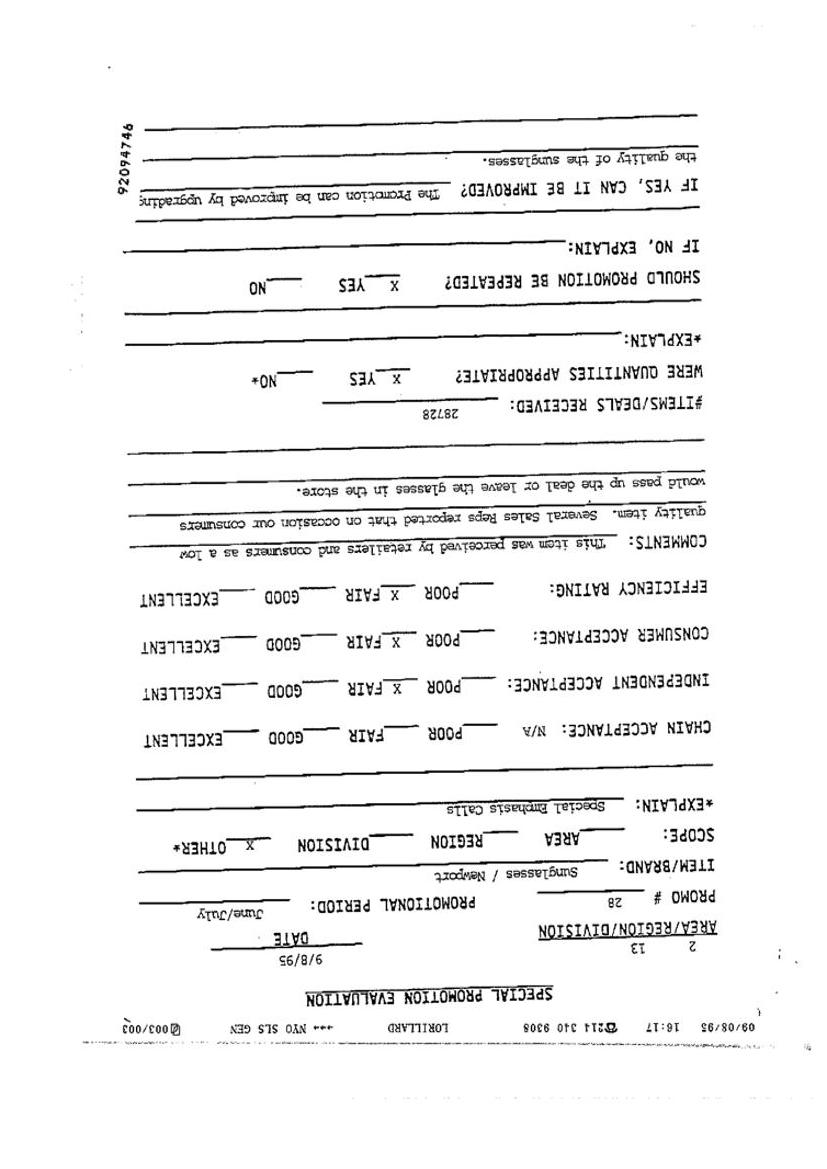 09/08/95 16:17 ☎214 340 9308 LORILLARD +++ NYO SLS GEN 003/003
SPECIAL PROMOTION EVALUATION
2 13 9/8/95
AREA/REGION/DIVISION DATE
PROMO # 28 PROMOTIONAL PERIOD: June/July
ITEM/BRAND: Sunglasses / Newport
SCOPE: AREA REGION DIVISION X OTHER*
*EXPLAIN: Special Emphasis Calls
CHAIN ACCEPTANCE: N/A POOR FAIR GOOD EXCELLENT
INDEPENDENT ACCEPTANCE: POOR X FAIR GOOD EXCELLENT
CONSUMER ACCEPTANCE: POOR X FAIR GOOD EXCELLENT
EFFICIENCY RATING: POOR X FAIR GOOD EXCELLENT
COMMENTS: This item was perceived by retailers and consumers as a low
quality item. Several Sales Reps reported that on occasion our consumers
would pass up the deal or leave the glasses in the store.
#ITEMS/DEALS RECEIVED: 28728
WERE QUANTITIES APPROPRIATE? X YES NO*
*EXPLAIN:
SHOULD PROMOTION BE REPEATED? X YES NO
IF NO, EXPLAIN:
IF YES, CAN IT BE IMPROVED? The Promotion can be improved by upgrading
the quality of the sunglasses.
92094746